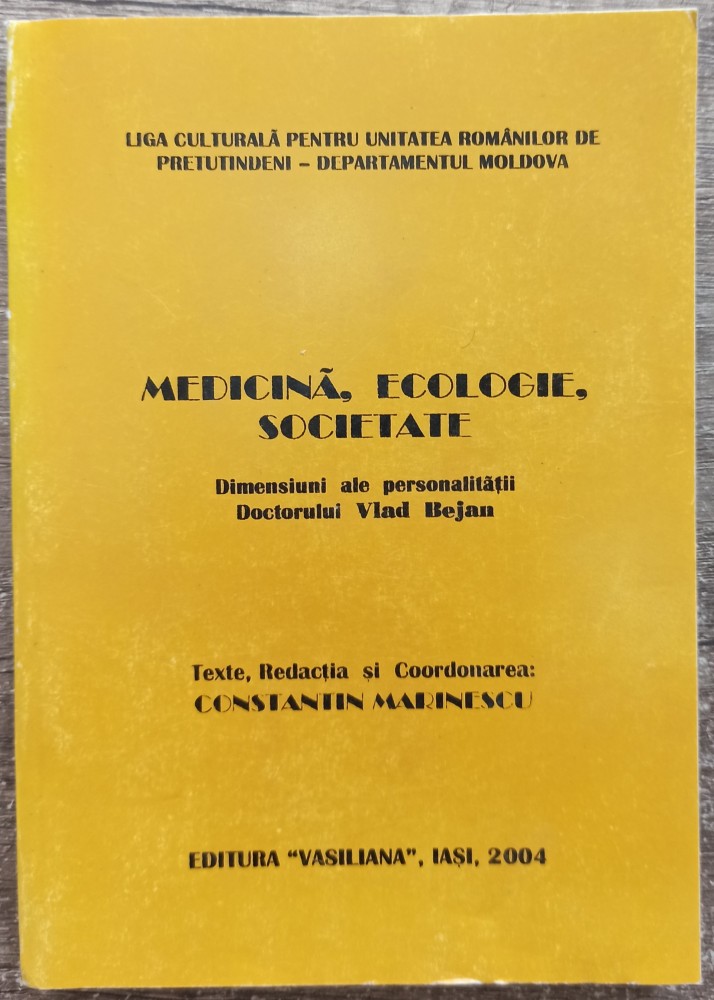 LIGA CULTURALĂ PENTRU UNITATEA ROMÂNILOR DE
PRETUTINDENI – DEPARTAMENTUL MOLDOVA
MEDICINĂ, ECOLOGIE,
SOCIETATE
Dimensiuni ale personalității
Doctorului Vlad Bejan
Texte, Redacția și Coordonarea:
CONSTANTIN MARINESCU
EDITURA “VASILIANA”, IAȘI, 2004